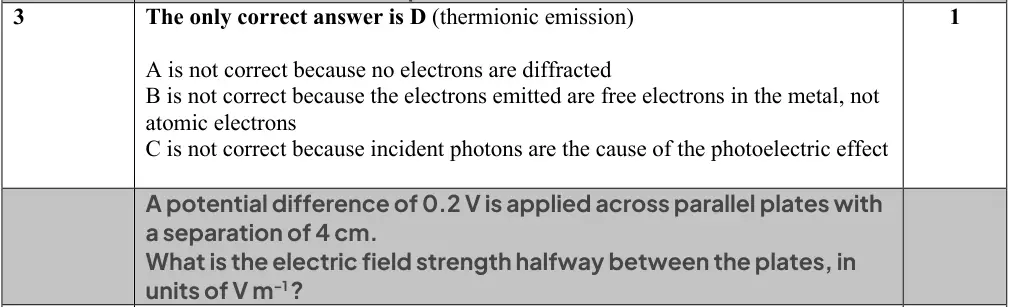 3 The only correct answer is D (thermionic emission) 1
A is not correct because no electrons are diffracted
B is not correct because the electrons emitted are free electrons in the metal, not
atomic electrons
C is not correct because incident photons are the cause of the photoelectric effect
A potential difference of 0.2 V is applied across parallel plates with
a separation of 4 cm.
What is the electric field strength halfway between the plates, in
units of V m⁻¹?